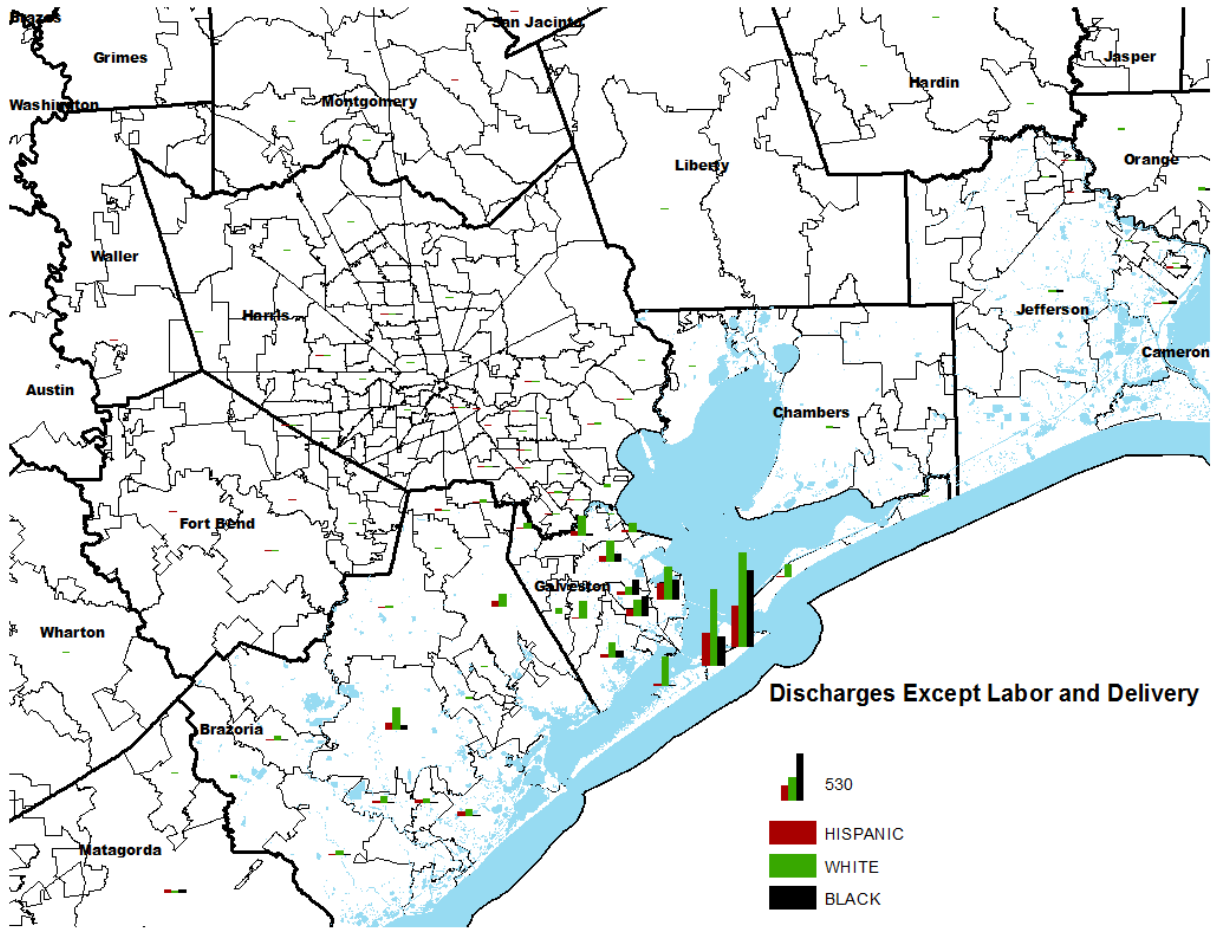 Brazos
San Jacinto
Grimes
Jasper
Hardin
Washington
Montgomery
Liberty
Orange
Waller
Harris
Jefferson
Cameron
Austin
Chambers
Fort Bend
Galveston
Wharton
Discharges Except Labor and Delivery
Brazoria
530
HISPANIC
Matagorda
WHITE
BLACK